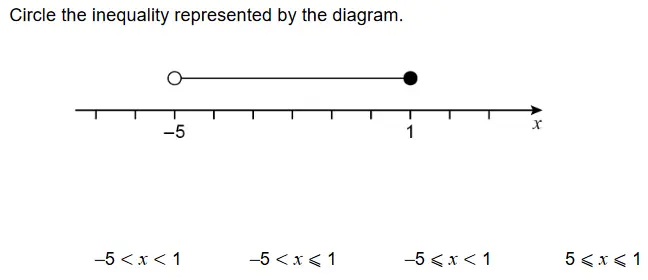 Circle the inequality represented by the diagram.
–5 1 x
–5 < x < 1 –5 < x ⩽ 1 –5 ⩽ x < 1 5 ⩽ x ⩽ 1